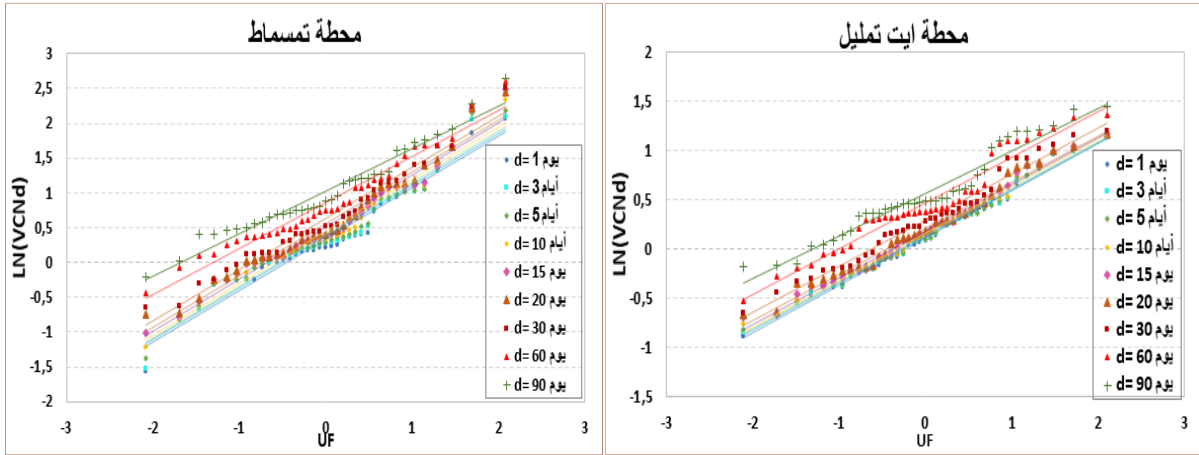 محطة تمسماط
LN(VCNd)
3
2,5
2
1,5
1
0,5
0
-0,5
-1
-1,5
-2
-3 -2 -1 0 1 2 3
UF
d= 1 يوم
d= 3 أيام
d= 5 أيام
d= 10 أيام
d= 15 يوم
d= 20 يوم
d= 30 يوم
d= 60 يوم
d= 90 يوم
محطة ايت تمليل
LN(VCNd)
2
1,5
1
0,5
0
-0,5
-1
-1,5
-3 -2 -1 0 1 2 3
UF
d= 1 يوم
d= 3 أيام
d= 5 أيام
d= 10 أيام
d= 15 يوم
d= 20 يوم
d= 30 يوم
d= 60 يوم
d= 90 يوم